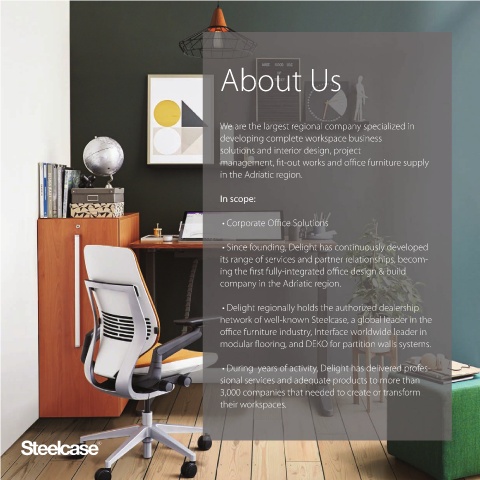 About Us
We are the largest regional company specialized in
developing complete workspace business
solutions and interior design, project
management, fit-out works and office furniture supply
in the Adriatic region.
In scope:
• Corporate Office Solutions
• Since founding, Delight has continuously developed
its range of services and partner relationships, becom-
ing the first fully-integrated office design & build
company in the Adriatic region.
• Delight regionally holds the authorized dealership
network of well-known Steelcase, a global leader in the
office furniture industry, Interface worldwide leader in
modular flooring, and DEKO for partition walls systems.
• During years of activity, Delight has delivered profes-
sional services and adequate products to more than
3,000 companies that needed to create or transform
their workspaces.
Steelcase®